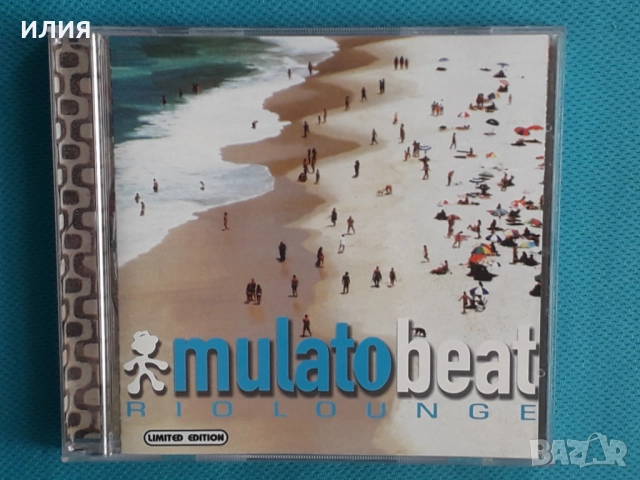 илия
mulatobeat
RIO LOUNGE
LIMITED EDITION
BAZAR